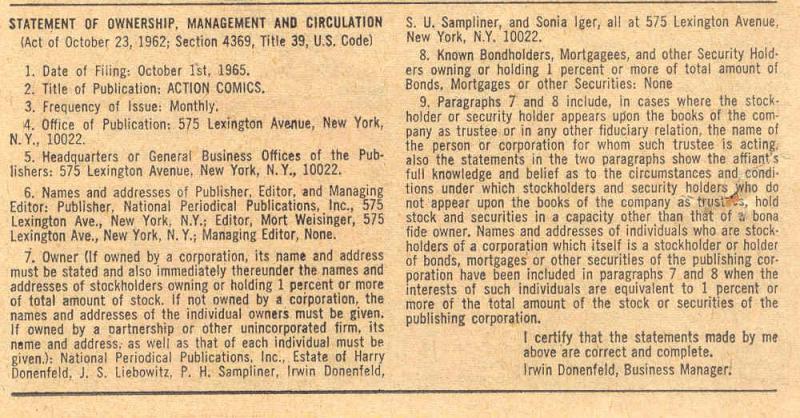 STATEMENT OF OWNERSHIP, MANAGEMENT AND CIRCULATION
(Act of October 23, 1962; Section 4369, Title 39, U.S. Code)
1. Date of Filing: October 1st, 1965.
2. Title of Publication: ACTION COMICS.
3. Frequency of Issue: Monthly.
4. Office of Publication: 575 Lexington Avenue, New York,
N. Y., 10022.
5. Headquarters or General Business Offices of the Pub-
lishers: 575 Lexington Avenue, New York, N. Y., 10022.
6. Names and addresses of Publisher, Editor, and Managing
Editor: Publisher, National Periodical Publications, Inc., 575
Lexington Ave., New York, N. Y.; Editor, Mort Weisinger, 575
Lexington Ave., New York, N. Y.; Managing Editor, None.
7. Owner (If owned by a corporation, its name and address
must be stated and also immediately thereunder the names and
addresses of stockholders owning or holding 1 percent or more
of total amount of stock. If not owned by a corporation, the
names and addresses of the individual owners must be given.
If owned by a partnership or other unincorporated firm, its
name and address, as well as that of each individual must be
given.): National Periodical Publications, Inc., Estate of Harry
Donenfeld, J. S. Liebowitz, P. H. Sampliner, Irwin Donenfeld,
S. U. Sampliner, and Sonia Iger, all at 575 Lexington Avenue,
New York, N.Y. 10022.
8. Known Bondholders, Mortgagees, and other Security Hold-
ers owning or holding 1 percent or more of total amount of
Bonds, Mortgages or other Securities: None
9. Paragraphs 7 and 8 include, in cases where the stock-
holder or security holder appears upon the books of the com-
pany as trustee or in any other fiduciary relation, the name of
the person or corporation for whom such trustee is acting,
also the statements in the two paragraphs show the affiant's
full knowledge and belief as to the circumstances and condi-
tions under which stockholders and security holders who do
not appear upon the books of the company as trustees, hold
stock and securities in a capacity other than that of a bona
fide owner. Names and addresses of individuals who are stock-
holders of a corporation which itself is a stockholder or holder
of bonds, mortgages or other securities of the publishing cor-
poration have been included in paragraphs 7 and 8 when the
interests of such individuals are equivalent to 1 percent or
more of the total amount of the stock or securities of the
publishing corporation.
I certify that the statements made by me
above are correct and complete.
Irwin Donenfeld, Business Manager.